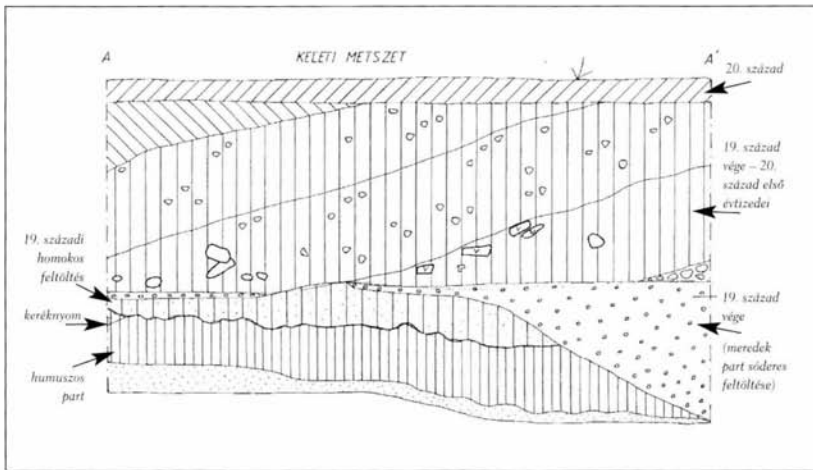 A
KELETI METSZET
A'
20. század
19. század
vége – 20.
század első
évtizedei
19. századi
homokos
feltöltés
keréknyom
humuszos
part
19. század
vége
(meredek
part sóderes
feltöltése)